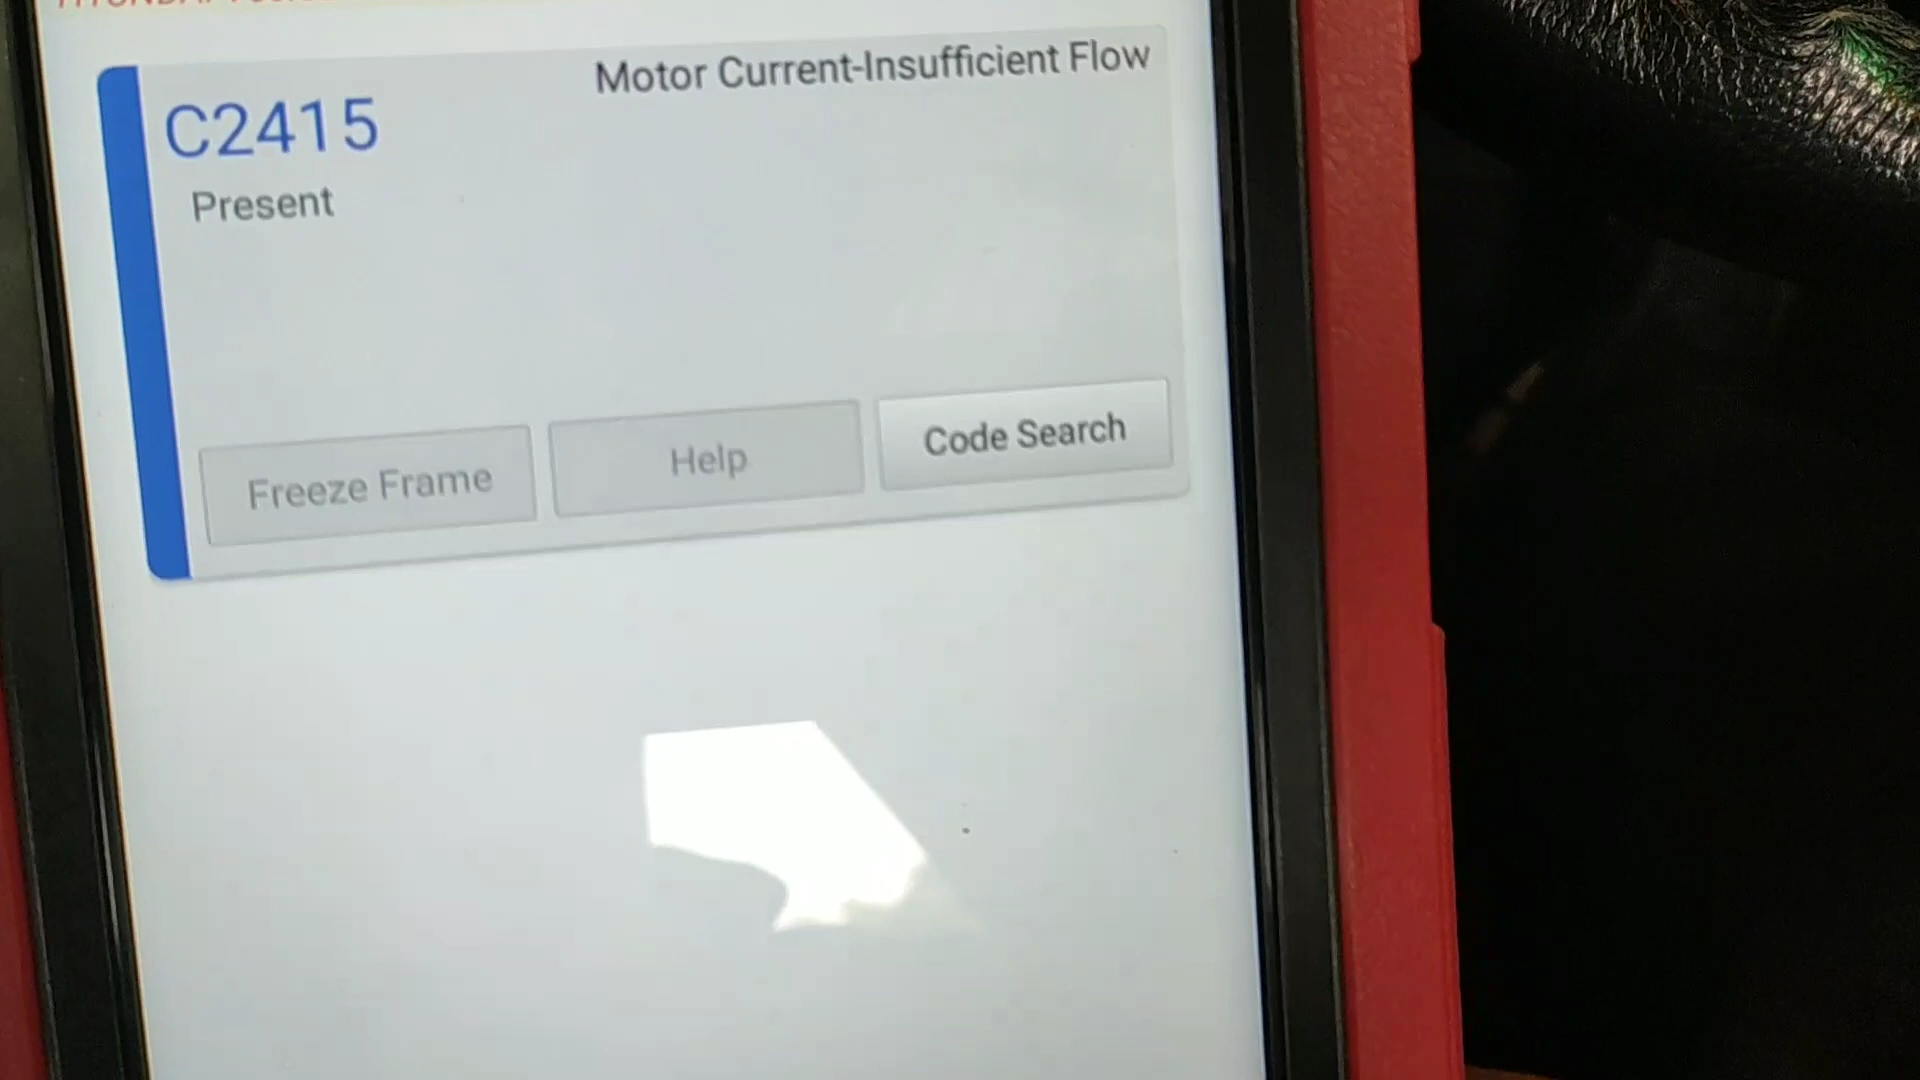 Motor Current-Insufficient Flow
C2415
Present
Freeze Frame
Help
Code Search